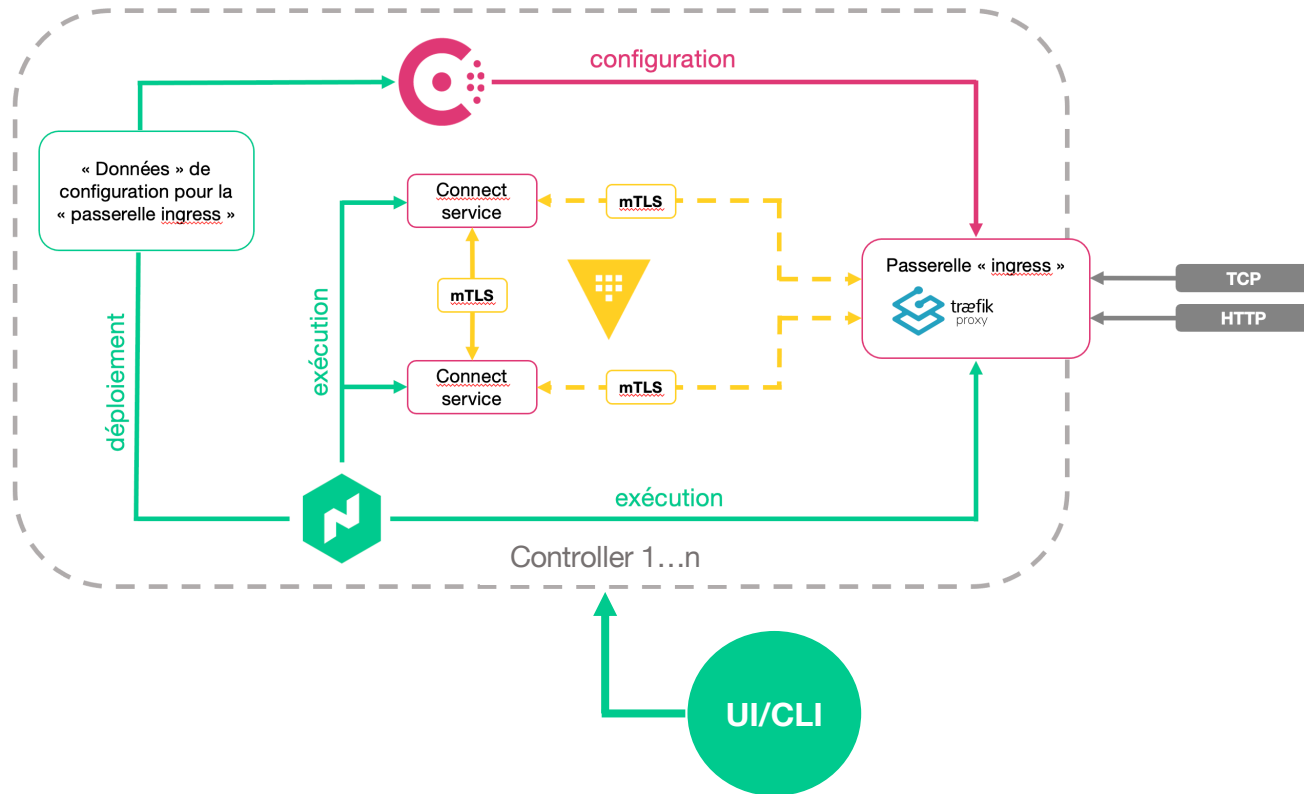 configuration
« Données » de
configuration pour la
« passerelle ingress »
Connect
service
mTLS
Passerelle « ingress »
træfik
proxy
TCP
HTTP
mTLS
exécution
déploiement
Connect
service
mTLS
exécution
Controller 1...n
UI/CLI